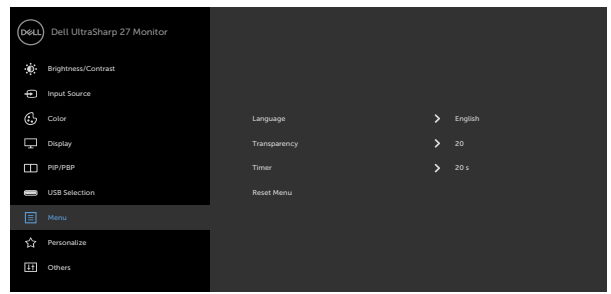 DELL Dell UltraSharp 27 Monitor
Brightness/Contrast
Input Source
Color
Display
PIP/PBP
USB Selection
Menu
Personalize
Others
Language English
Transparency 20
Timer 20 s
Reset Menu